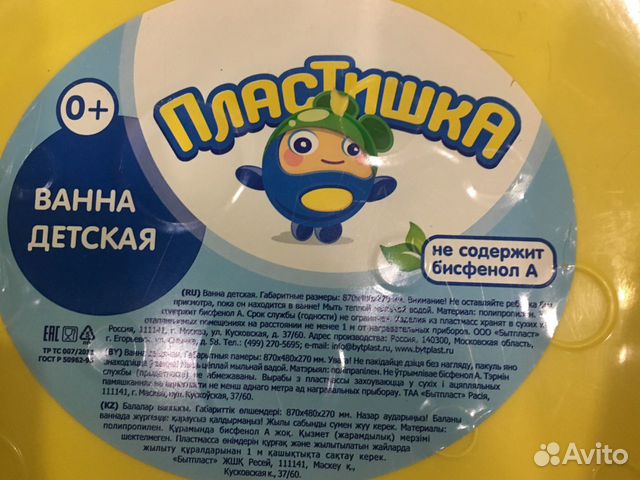 0+
ПЛАСТИШКА
ВАННА
ДЕТСКАЯ
не содержит
бисфенол А
(RU) Ванна детская. Габаритные размеры: 870х480х270 мм. Внимание! Не оставляйте ребенка без
присмотра, пока он находится в ванне! Мыть теплой мыльной водой. Материал: полипропилен. Не
содержит бисфенол А. Срок службы (годности) не ограничен. Изделия из пластмасс хранят в сухих и
отапливаемых помещениях на расстоянии не менее 1 м от нагревательных приборов. ООО «Бытпласт»
Россия, 111141, г. Москва, ул. Кусковская, д. 37/60. Адрес производства: Россия, 140300, Московская область,
г. Егорьевск, ул. 58. Тел.: (499) 270-5695. e-mail: info@bytplast.ru, www.bytplast.ru
EAC
PP
ТР ТС 007/2011
ГОСТ Р 50962-96
(BY) Ванна дзіцячая. Габарытныя памеры: 870х480х270 мм. Увага! Не пакідайце дзіця без нагляду, пакуль яно
знаходзіцца ў ванне! Мыць цёплай мыльнай вадой. Матэрыял: поліпрапілен. Не ўтрымлівае бісфенол А. Тэрмін
службы (прыдатнасці) не абмежаваны. Вырабы з пластмасы захоўваюцца ў сухіх і ацяпляльных
памяшканнях на адлегласці не менш аднаго метра ад награвальных прыбораў. ТАА «Бытпласт» Расія,
111141, г. Масква, вул. Кускоўская, 37/60.
(KZ) Балалар ваннасы. Габариттік өлшемдері: 870х480х270 мм. Назар аударыңыз! Баланы
ваннада жүргенде қараусыз қалдырмаңыз! Жылы сабынды сумен жуу керек. Материалы:
полипропилен. Құрамында бисфенол А жоқ. Қызмет (жарамдылық) мерзімі
шектелмеген. Пластмасса өнімдерін құрғақ және жылытылатын жайларда
жылыту құралдарынан 1 м қашықтықта сақтау керек.
«Бытпласт» ЖШҚ Ресей, 111141, Маскеу қ.,
Кусковская к., 37/60.
Avito